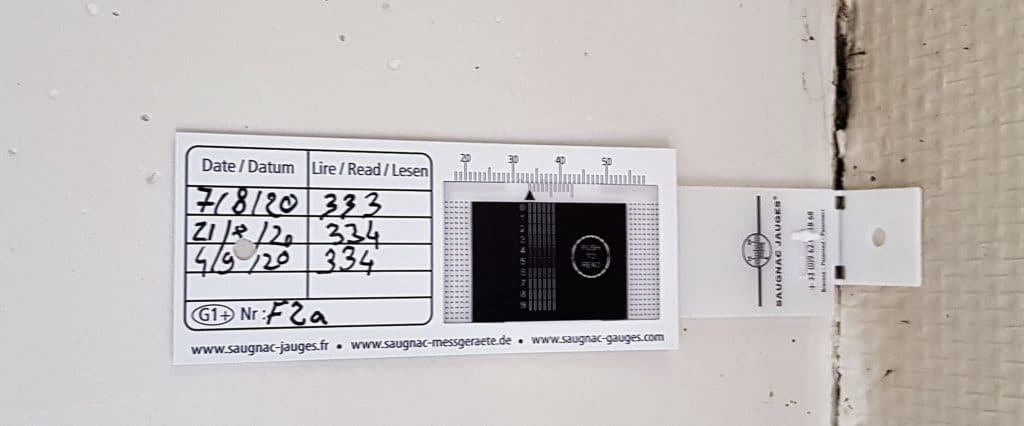 Date / Datum Lire / Read / Lesen
7/8/20 333
21/8/20 334
4/9/20 334
G1+ Nr : F2a
www.saugnac-jauges.fr • www.saugnac-messgeraete.de • www.saugnac-gauges.com
20 30 40 50
PUSH
TO
READ
SAUGNAC JAUGES®